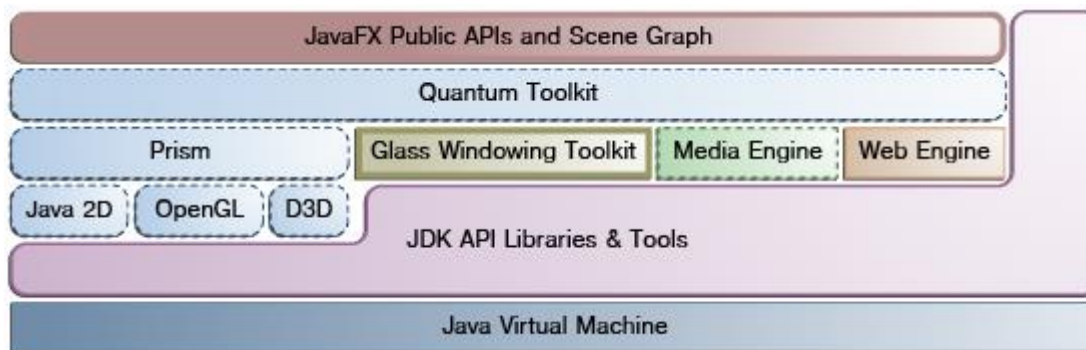 JavaFX Public APIs and Scene Graph
Quantum Toolkit
Prism
Glass Windowing Toolkit
Media Engine
Web Engine
Java 2D
OpenGL
D3D
JDK API Libraries & Tools
Java Virtual Machine